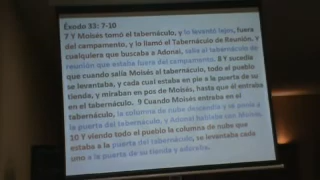 Éxodo 33: 7-10
7 Y Moisés tomó el tabernáculo, y lo levantó lejos, fuera
del campamento, y lo llamó el Tabernáculo de Reunión. Y
cualquiera que buscaba a Adonai, salía al tabernáculo de
reunión que estaba fuera del campamento. 8 Y sucedía
que cuando salía Moisés al tabernáculo, todo el pueblo
se levantaba, y cada cual estaba en pie a la puerta de su
tienda, y miraban en pos de Moisés, hasta que él entraba
en el tabernáculo. 9 Cuando Moisés entraba en el
tabernáculo, la columna de nube descendía y se ponía a
la puerta del tabernáculo, y Adonai hablaba con Moisés.
10 Y viendo todo el pueblo la columna de nube que
estaba a la puerta del tabernáculo, se levantaba cada
uno a la puerta de su tienda y adoraba.